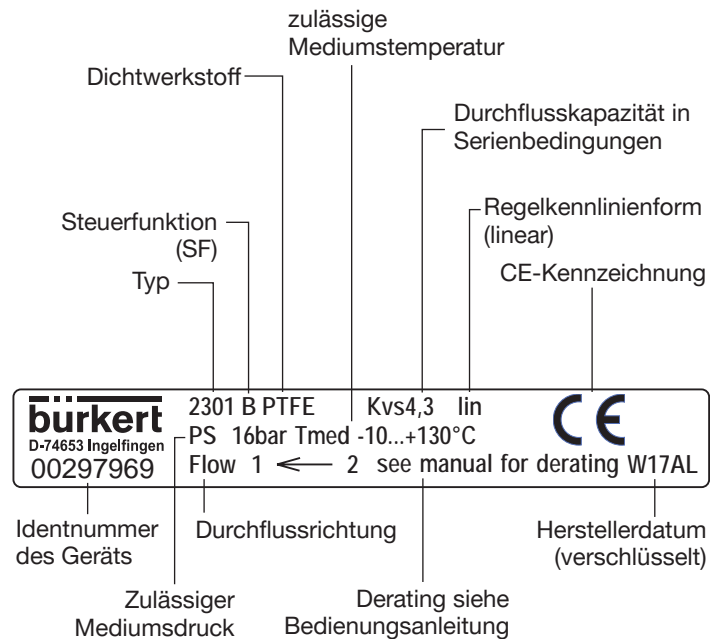 zulässige
Mediumstemperatur
Dichtwerkstoff
Durchflusskapazität in
Serienbedingungen
Steuerfunktion
(SF)
Regelkennlinienform
(linear)
Typ
CE-Kennzeichnung
bürkert
D-74653 Ingelfingen
00297969
2301 B PTFE Kvs4,3 lin
PS 16bar Tmed -10...+130°C
Flow 1 ← 2 see manual for derating W17AL
CE
Identnummer
des Geräts
Durchflussrichtung
Herstellerdatum
(verschlüsselt)
Zulässiger
Mediumsdruck
Derating siehe
Bedienungsanleitung